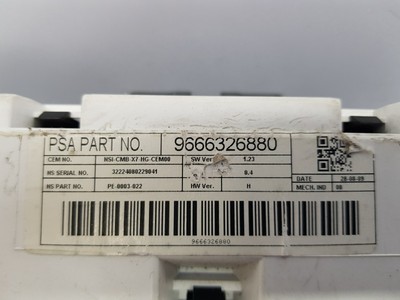 PSA PART NO. 9666326880
CEM NO. NSI-CMB-X7-HG-CEM00 SW Ver 1.23
NS SERIAL NO. 32224080229841 8.4
NS PART NO. PE-0003-022 HW Ver H
DATE 28-08-09
MECH. IND 00
9666326880